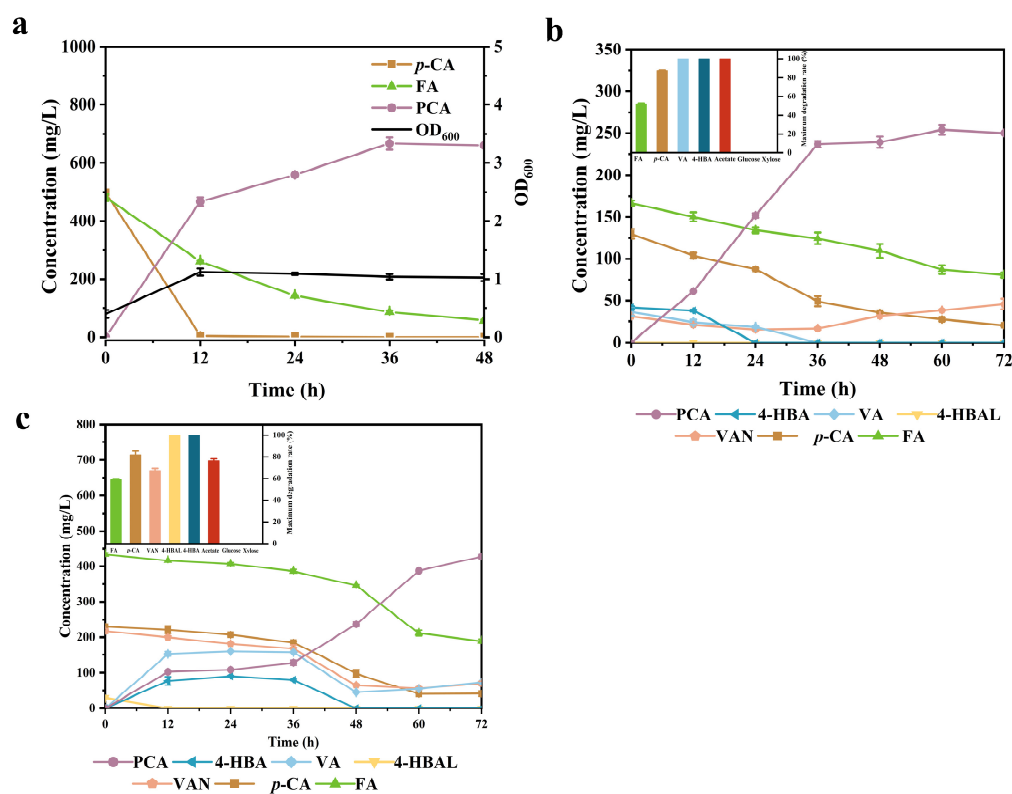 a
1000
800
600
400
200
0
Concentration (mg/L)
5
4
3
2
1
0
OD600
p-CA
FA
PCA
OD600
0 12 24 36 48
Time (h)
b
350
300
250
200
150
100
50
0
Concentration (mg/L)
100
80
60
40
20
0
Maximum degradation rate (%)
FA p-CA VA 4-HBA Acetate Glucose Xylose
0 12 24 36 48 60 72
Time (h)
PCA 4-HBA VA 4-HBAL
VAN p-CA FA
c
800
750
700
650
600
550
500
450
400
300
200
100
0
Concentration (mg/L)
100
80
60
40
20
0
Maximum degradation rate (%)
FA p-CA VAN 4-HBAL 4-HBA Acetate Glucose Xylose
0 12 24 36 48 60 72
Time (h)
PCA 4-HBA VA 4-HBAL
VAN p-CA FA